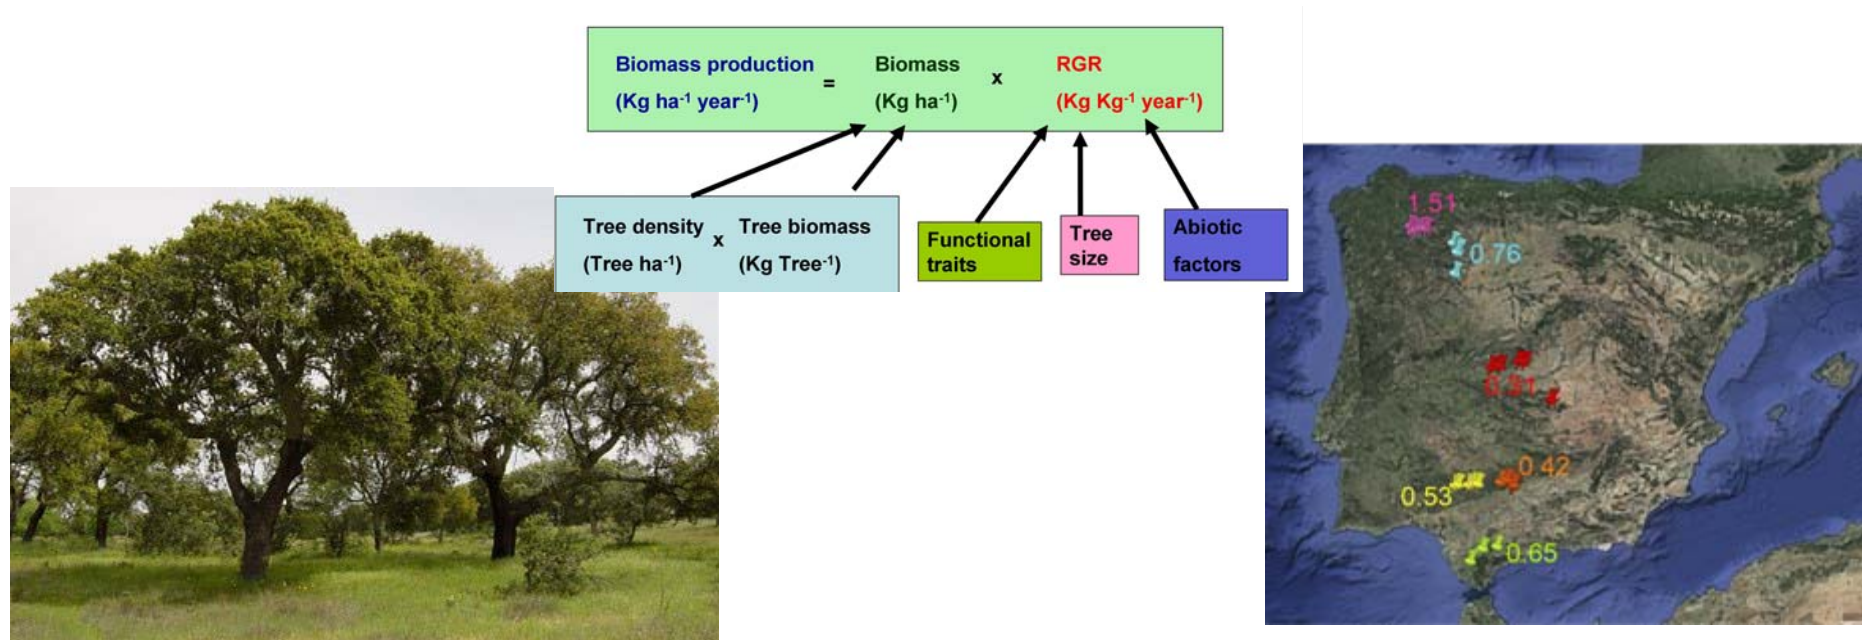 Biomass production = Biomass x RGR
(Kg ha⁻¹ year⁻¹) (Kg ha⁻¹) (Kg Kg⁻¹ year⁻¹)
Tree density x Tree biomass
(Tree ha⁻¹) (Kg Tree⁻¹)
Functional
traits
Tree
size
Abiotic
factors
1.51
0.76
0.31
0.42
0.53
0.65